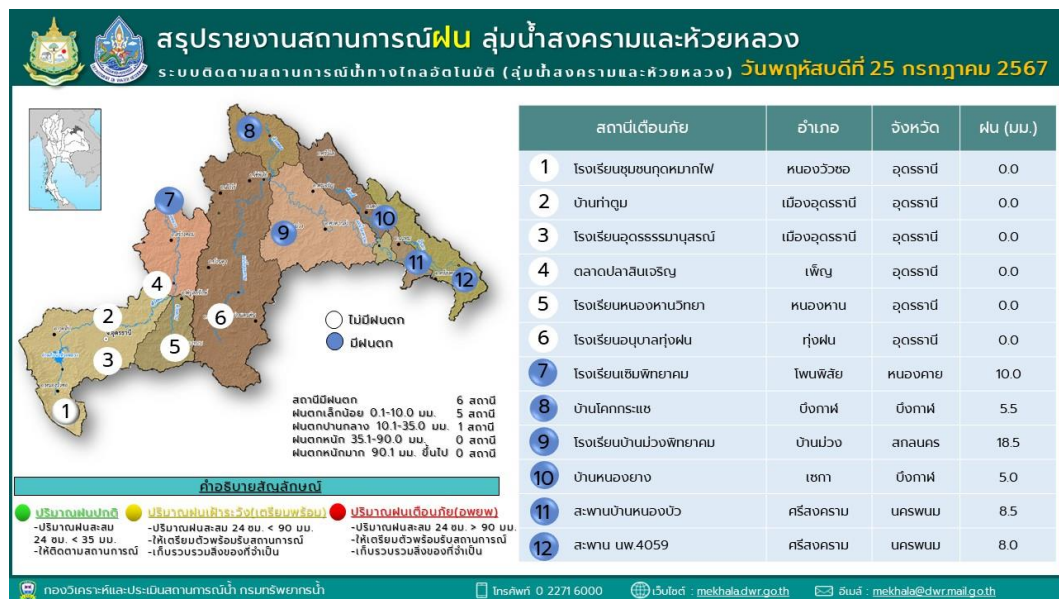 สรุปรายงานสถานการณ์ฝน ลุ่มน้ำสงครามและห้วยหลวง
ระบบติดตามสถานการณ์น้ำทางไกลอัตโนมัติ (ลุ่มน้ำสงครามและห้วยหลวง) วันพฤหัสบดีที่ 25 กรกฎาคม 2567
8
7
10
9
11
12
4
2
6
5
3
1
อุดรธานี
ไม่มีฝนตก
มีฝนตก
สถานีมีฝนตก 6 สถานี
ฝนตกเล็กน้อย 0.1-10.0 มม. 5 สถานี
ฝนตกปานกลาง 10.1-35.0 มม. 1 สถานี
ฝนตกหนัก 35.1-90.0 มม. 0 สถานี
ฝนตกหนักมาก 90.1 มม. ขึ้นไป 0 สถานี
คำอธิบายสัญลักษณ์
ปริมาณฝนปกติ
-ปริมาณฝนสะสม
24 ชม. < 35 มม.
-ให้ติดตามสถานการณ์
ปริมาณฝนเฝ้าระวัง(เตรียมพร้อม)
-ปริมาณฝนสะสม 24 ชม. < 90 มม.
-ให้เตรียมตัวพร้อมรับสถานการณ์
-เก็บรวบรวมสิ่งของที่จำเป็น
ปริมาณฝนเตือนภัย(อพยพ)
-ปริมาณฝนสะสม 24 ชม. > 90 มม.
-ให้เตรียมตัวพร้อมรับสถานการณ์
-เก็บรวบรวมสิ่งของที่จำเป็น
สถานีเตือนภัย อำเภอ จังหวัด ฝน (มม.)
1 โรงเรียนชุมชนกุดหมากไฟ หนองวัวซอ อุดรธานี 0.0
2 บ้านท่าตูม เมืองอุดรธานี อุดรธานี 0.0
3 โรงเรียนอุดรธรรมานุสรณ์ เมืองอุดรธานี อุดรธานี 0.0
4 ตลาดปลาสินเจริญ เพ็ญ อุดรธานี 0.0
5 โรงเรียนหนองหานวิทยา หนองหาน อุดรธานี 0.0
6 โรงเรียนอนุบาลทุ่งฝน ทุ่งฝน อุดรธานี 0.0
7 โรงเรียนเซิมพิทยาคม โพนพิสัย หนองคาย 10.0
8 บ้านโคกกระแซ บึงกาฬ บึงกาฬ 5.5
9 โรงเรียนบ้านม่วงพิทยาคม บ้านม่วง สกลนคร 18.5
10 บ้านหนองยาง เซกา บึงกาฬ 5.0
11 สะพานบ้านหนองบัว ศรีสงคราม นครพนม 8.5
12 สะพาน นพ.4059 ศรีสงคราม นครพนม 8.0
กองวิเคราะห์และประเมินสถานการณ์น้ำ กรมทรัพยากรน้ำ โทรศัพท์ 0 2271 6000 เว็บไซต์ : mekhala.dwr.go.th อีเมล์ : mekhala@dwr.mail.go.th